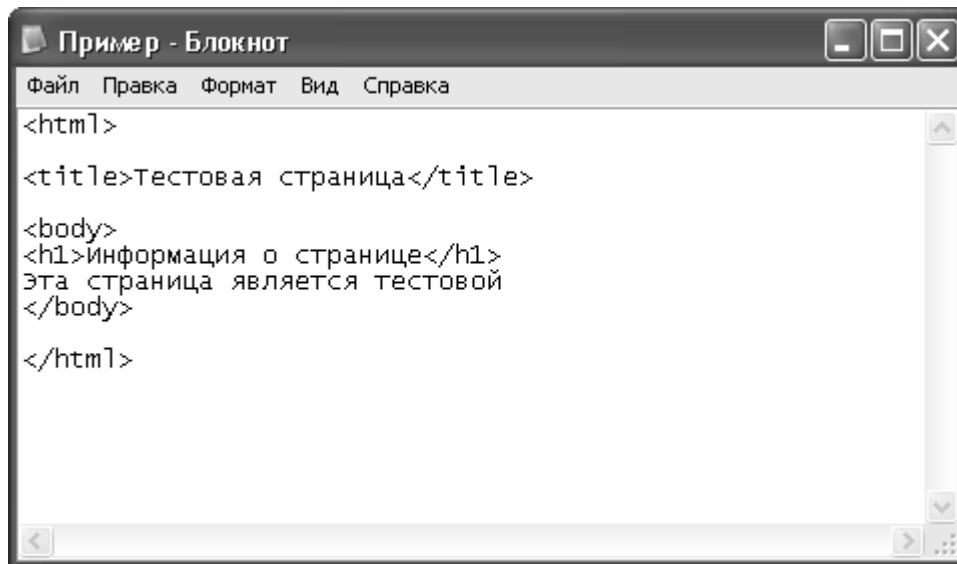 Пример - Блокнот
Файл Правка Формат Вид Справка
<html>
<title>Тестовая страница</title>
<body>
<h1>Информация о странице</h1>
Эта страница является тестовой
</body>
</html>